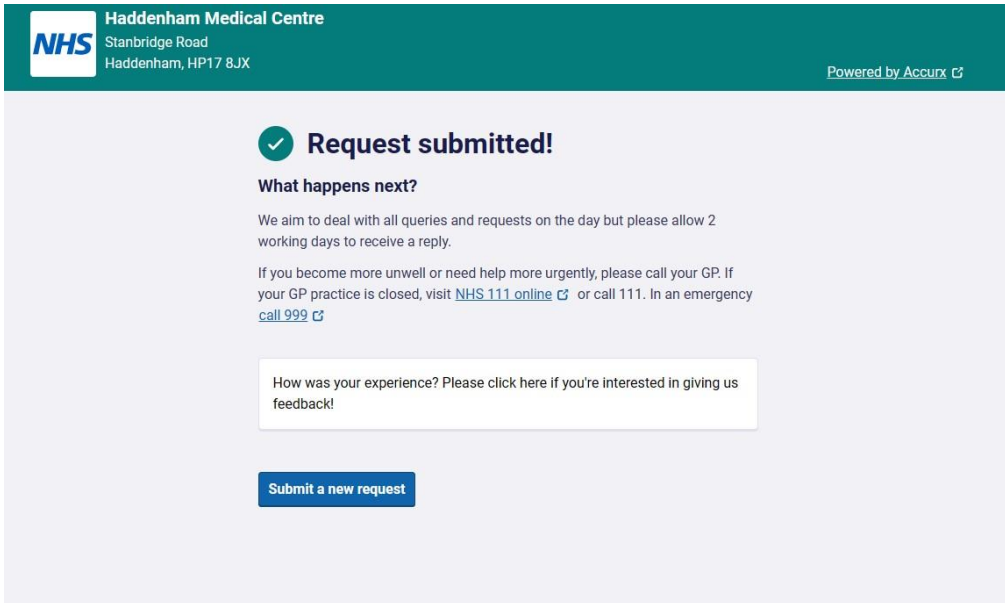 NHS
Haddenham Medical Centre
Stanbridge Road
Haddenham, HP17 8JX
Powered by Accurx
Request submitted!
What happens next?
We aim to deal with all queries and requests on the day but please allow 2
working days to receive a reply.
If you become more unwell or need help more urgently, please call your GP. If
your GP practice is closed, visit NHS 111 online or call 111. In an emergency
call 999
How was your experience? Please click here if you're interested in giving us
feedback!
Submit a new request